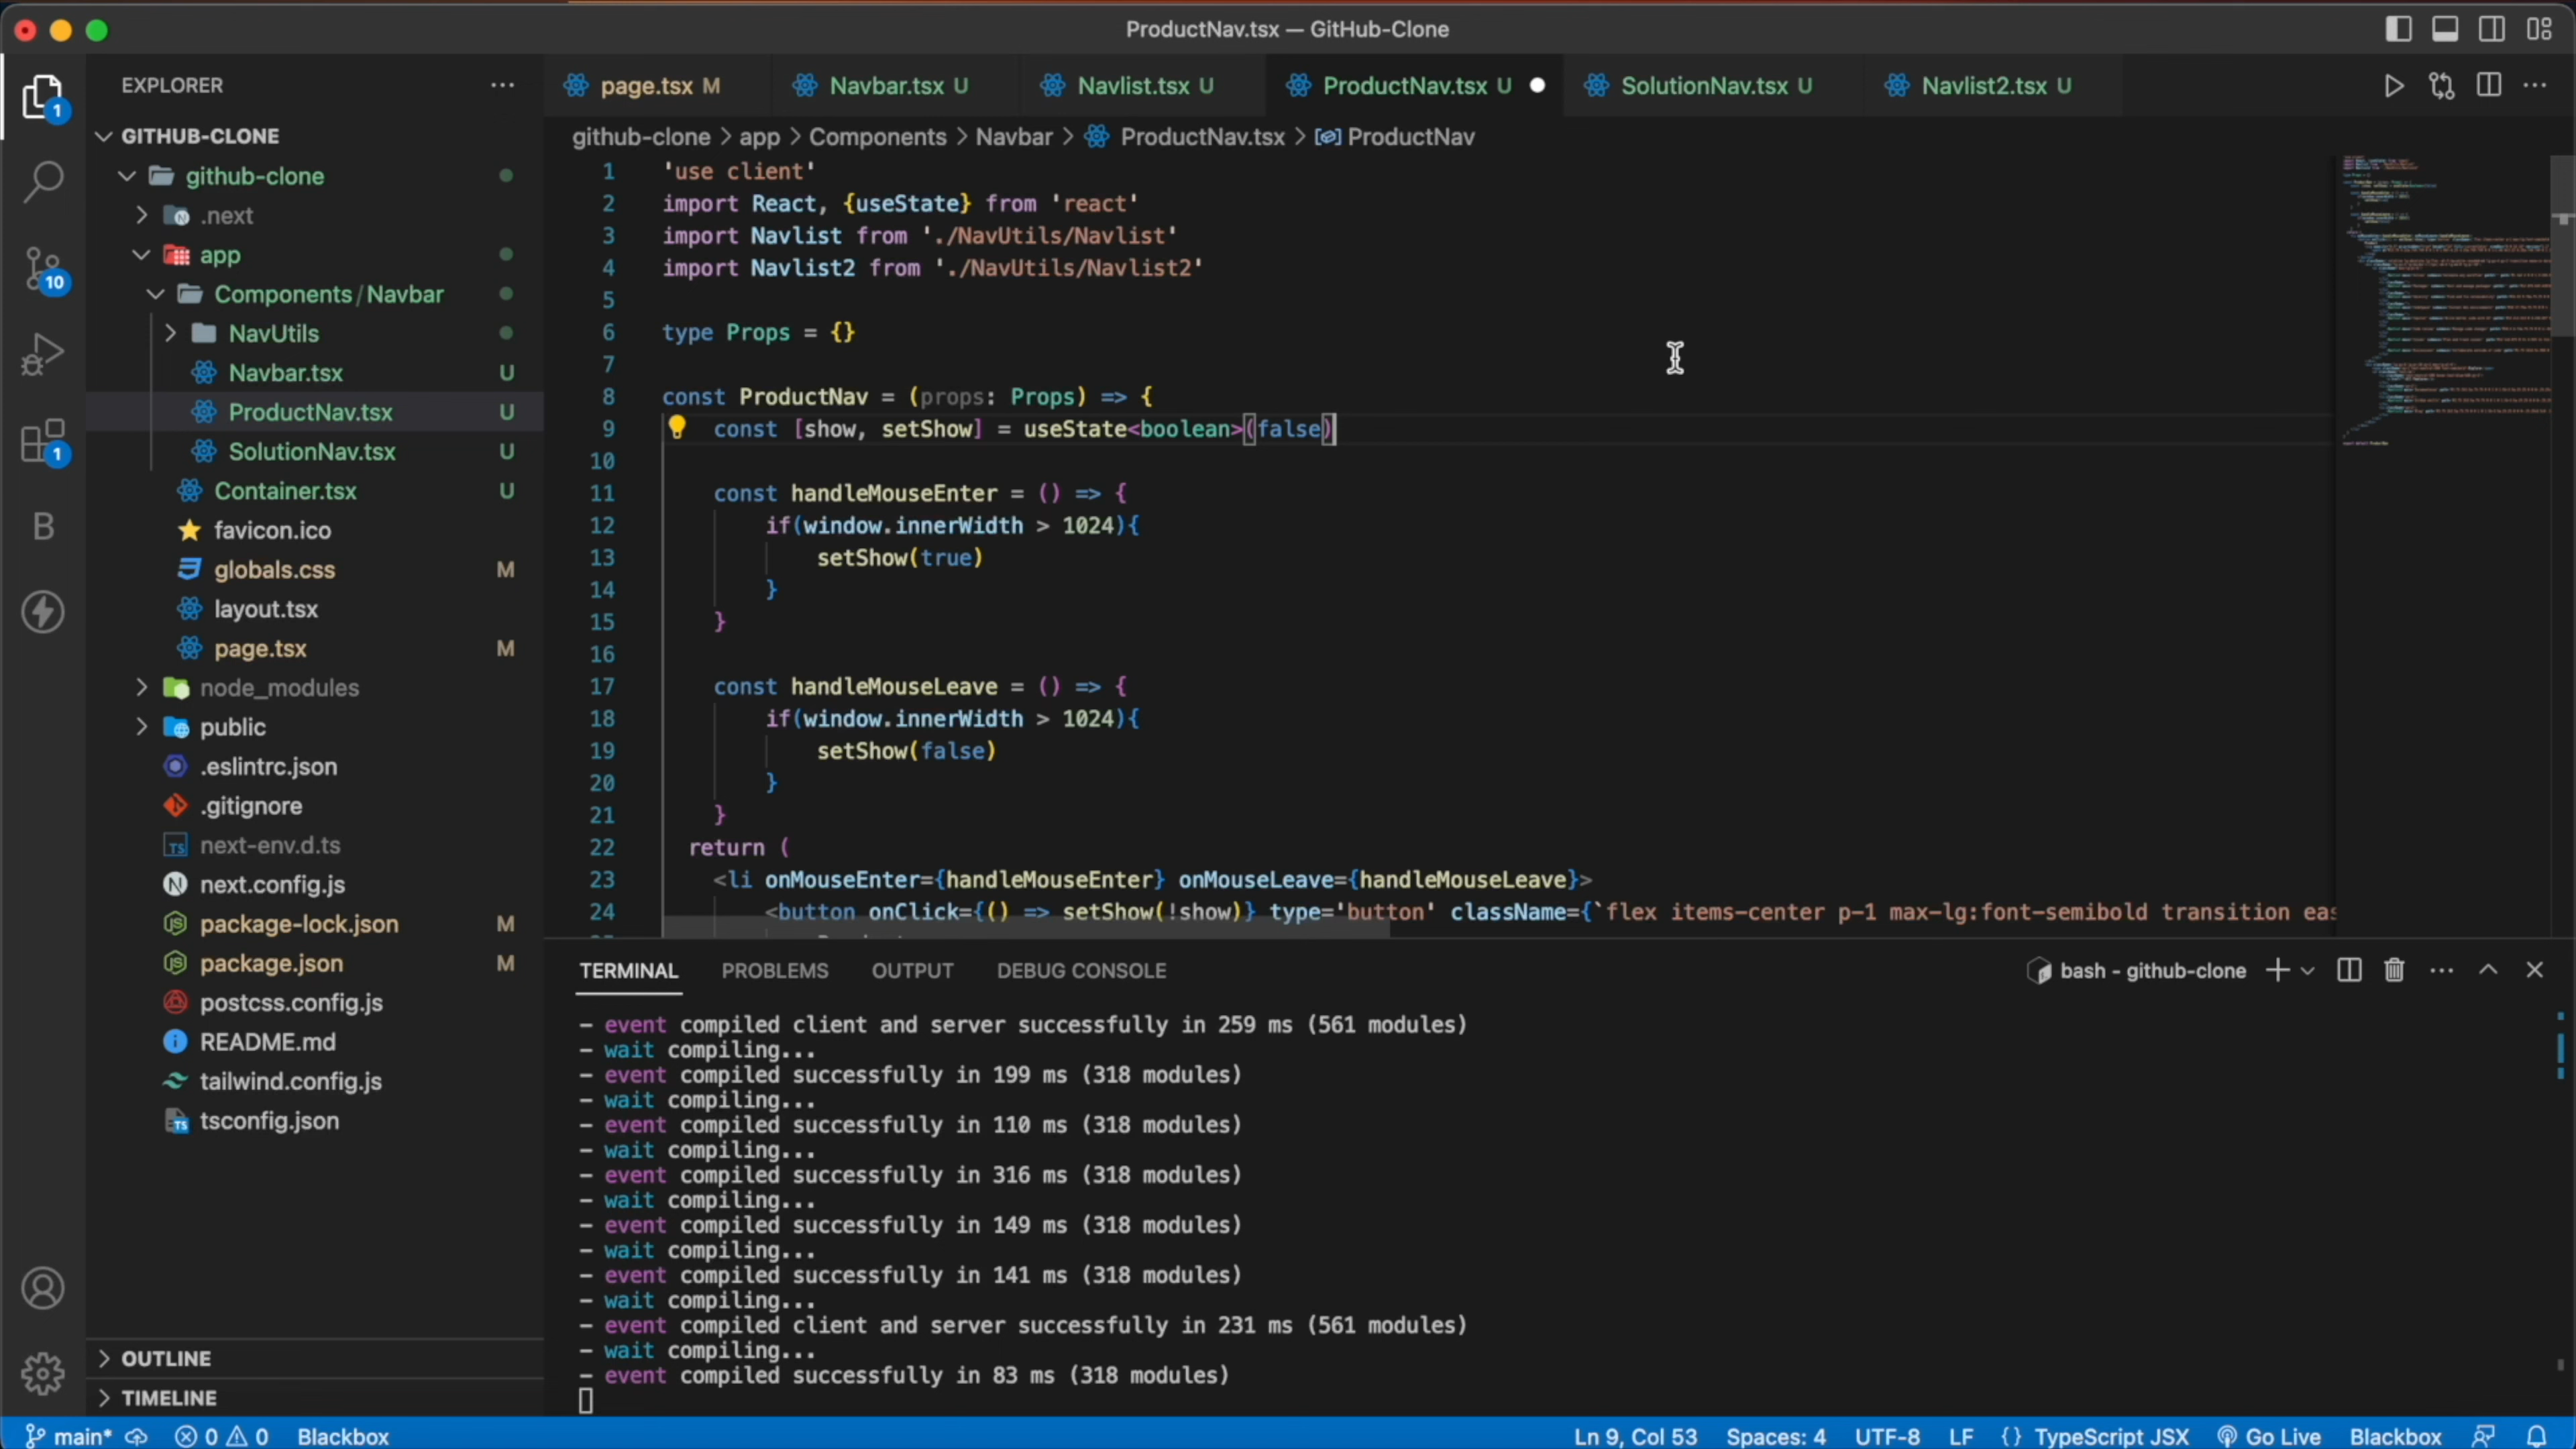 ProductNav.tsx — GitHub-Clone
EXPLORER
GITHUB-CLONE
github-clone
.next
app
Components/Navbar
NavUtils
Navbar.tsx U
ProductNav.tsx U
SolutionNav.tsx U
Container.tsx U
favicon.ico
globals.css M
layout.tsx
page.tsx M
node_modules
public
.eslintrc.json
.gitignore
next-env.d.ts
next.config.js
package-lock.json M
package.json M
postcss.config.js
README.md
tailwind.config.js
tsconfig.json
OUTLINE
TIMELINE
1
10
1
B
page.tsx M Navbar.tsx U Navlist.tsx U ProductNav.tsx U SolutionNav.tsx U Navlist2.tsx U
github-clone > app > Components > Navbar > ProductNav.tsx > ProductNav
1 'use client'
2 import React, {useState} from 'react'
3 import Navlist from './NavUtils/Navlist'
4 import Navlist2 from './NavUtils/Navlist2'
5
6 type Props = {}
7
8 const ProductNav = (props: Props) => {
9 const [show, setShow] = useState<boolean>(false)
10
11 const handleMouseEnter = () => {
12 if(window.innerWidth > 1024){
13 setShow(true)
14 }
15 }
16
17 const handleMouseLeave = () => {
18 if(window.innerWidth > 1024){
19 setShow(false)
20 }
21 }
22 return (
23 <li onMouseEnter={handleMouseEnter} onMouseLeave={handleMouseLeave}>
24 <button onClick={() => setShow(!show)} type='button' className={`flex items-center p-1 max-lg:font-semibold transition eas
TERMINAL PROBLEMS OUTPUT DEBUG CONSOLE
bash - github-clone
- event compiled client and server successfully in 259 ms (561 modules)
- wait compiling...
- event compiled successfully in 199 ms (318 modules)
- wait compiling...
- event compiled successfully in 110 ms (318 modules)
- wait compiling...
- event compiled successfully in 316 ms (318 modules)
- wait compiling...
- event compiled successfully in 149 ms (318 modules)
- wait compiling...
- event compiled successfully in 141 ms (318 modules)
- wait compiling...
- event compiled client and server successfully in 231 ms (561 modules)
- wait compiling...
- event compiled successfully in 83 ms (318 modules)
main* 0 0 Blackbox Ln 9, Col 53 Spaces: 4 UTF-8 LF {} TypeScript JSX Go Live Blackbox